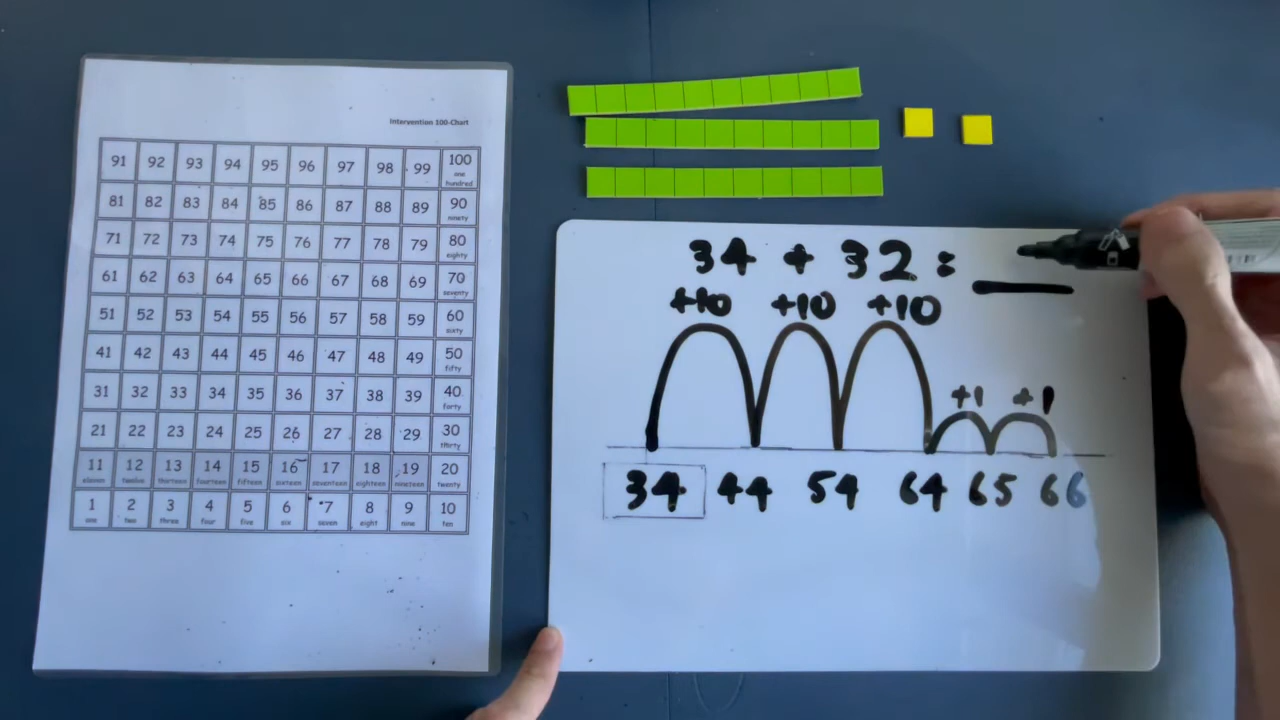 Intervention 100-Chart
91 92 93 94 95 96 97 98 99 100
one hundred
81 82 83 84 85 86 87 88 89 90
ninety
71 72 73 74 75 76 77 78 79 80
eighty
61 62 63 64 65 66 67 68 69 70
seventy
51 52 53 54 55 56 57 58 59 60
sixty
41 42 43 44 45 46 47 48 49 50
fifty
31 32 33 34 35 36 37 38 39 40
forty
21 22 23 24 25 26 27 28 29 30
thirty
11 12 13 14 15 16 17 18 19 20
eleven twelve thirteen fourteen fifteen sixteen seventeen eighteen nineteen twenty
1 2 3 4 5 6 7 8 9 10
one two three four five six seven eight nine ten
34 + 32 = __
+10 +10 +10
+1 +1
34 44 54 64 65 66